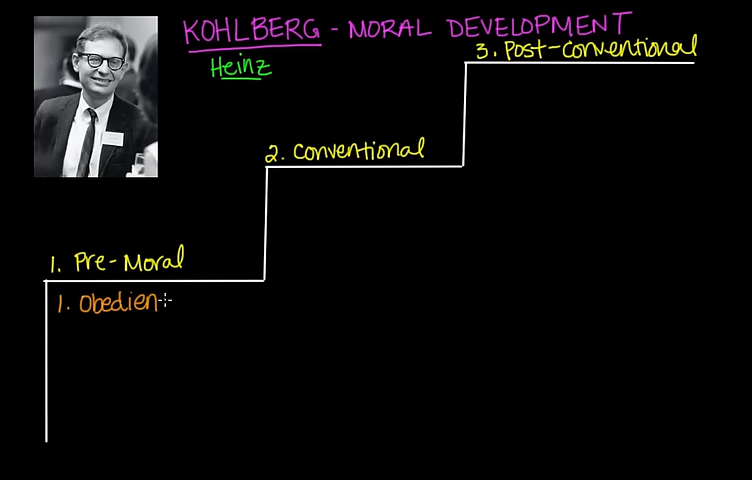 KOHLBERG - MORAL DEVELOPMENT
Heinz
3. Post-conventional
2. Conventional
1. Pre-Moral
1. Obedien